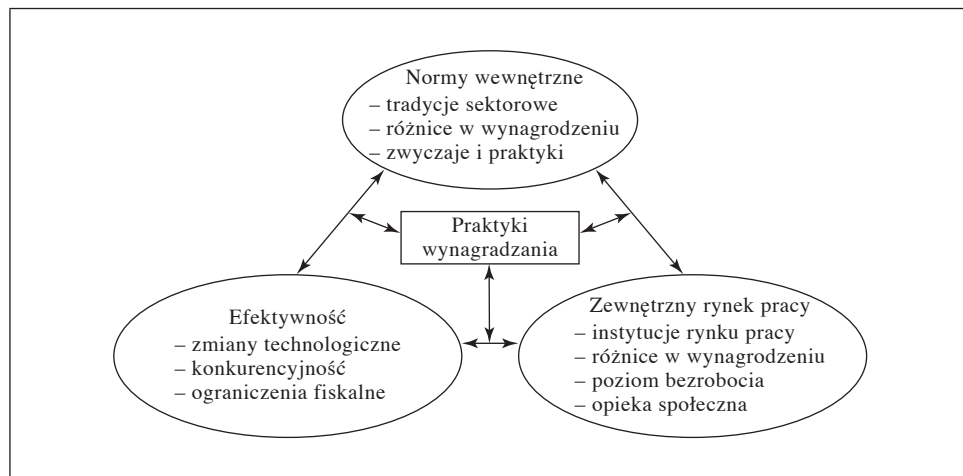 Normy wewnętrzne
– tradycje sektorowe
– różnice w wynagrodzeniu
– zwyczaje i praktyki
Praktyki
wynagradzania
Efektywność
– zmiany technologiczne
– konkurencyjność
– ograniczenia fiskalne
Zewnętrzny rynek pracy
– instytucje rynku pracy
– różnice w wynagrodzeniu
– poziom bezrobocia
– opieka społeczna